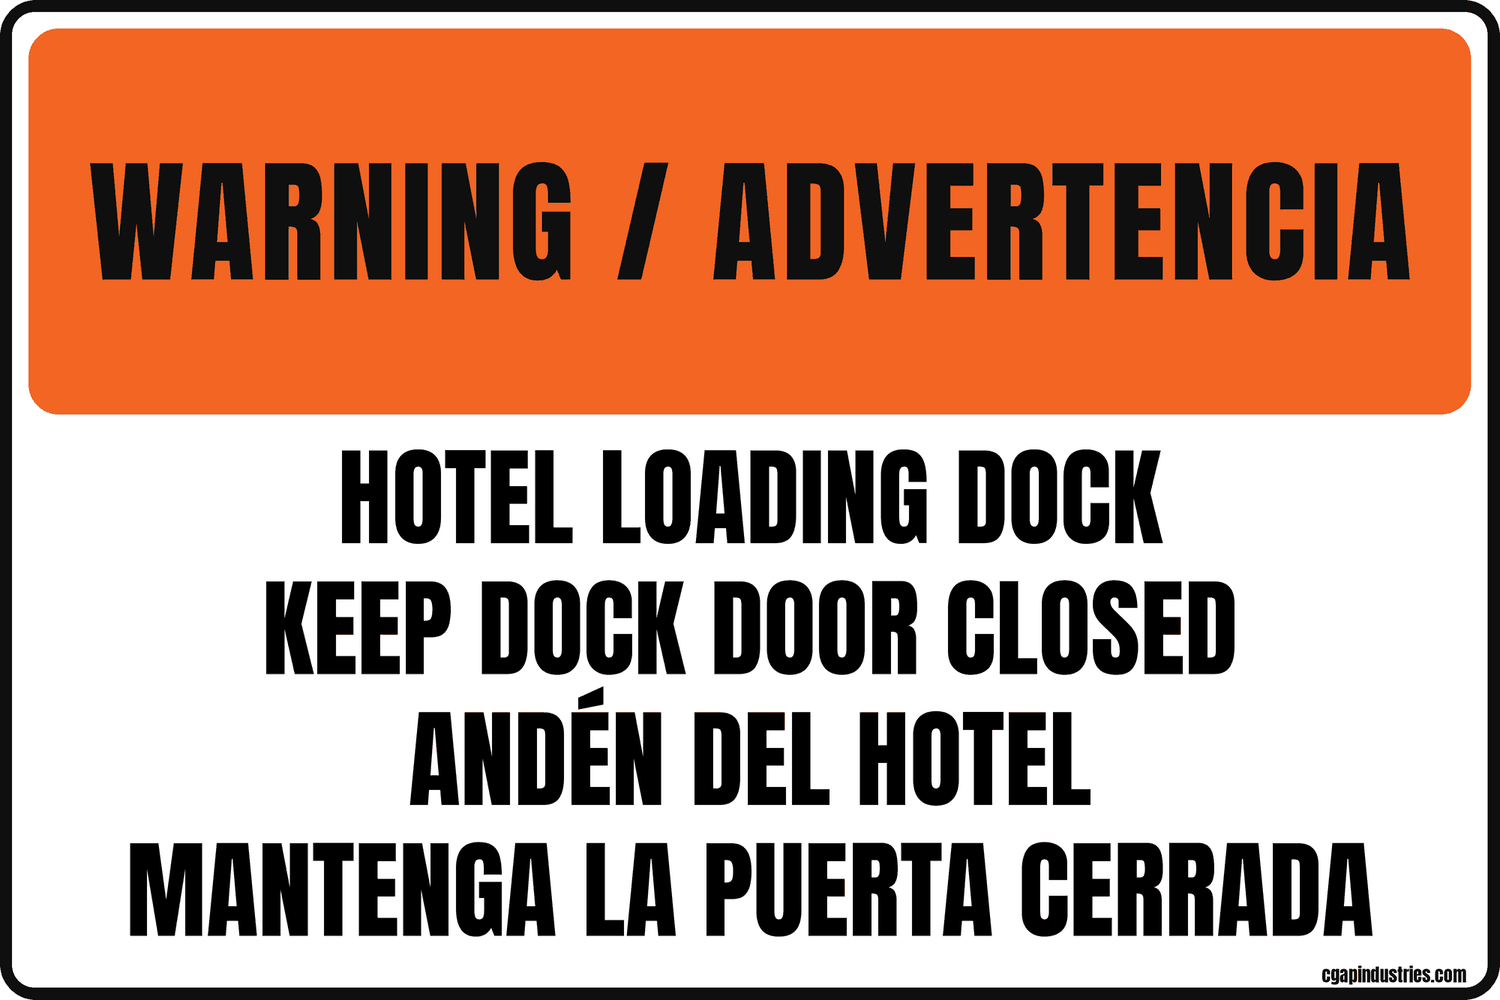 WARNING / ADVERTENCIA
HOTEL LOADING DOCK
KEEP DOCK DOOR CLOSED
ANDÉN DEL HOTEL
MANTENGA LA PUERTA CERRADA
cgapindustries.com